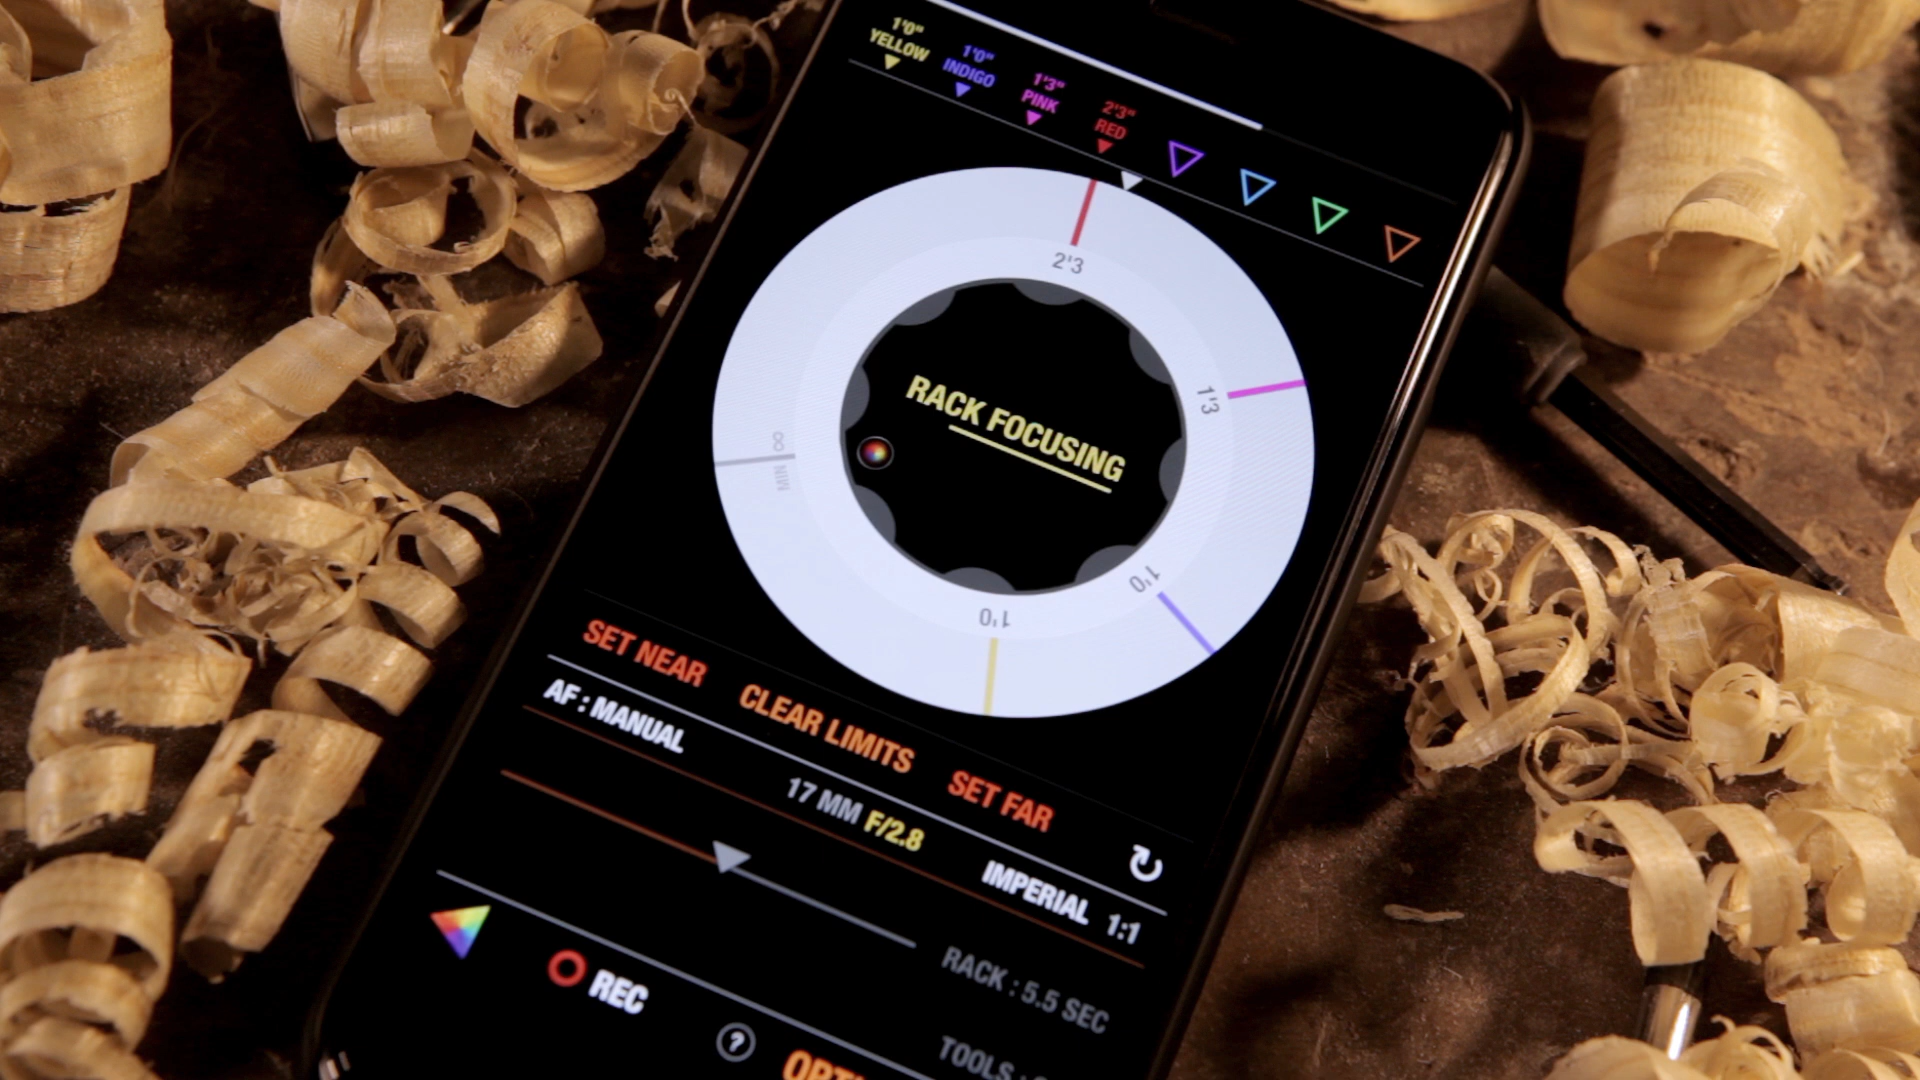 1'0"
YELLOW
1'0"
INDIGO
1'3"
PINK
2'3"
RED
2'3
1'3
MIN ∞
RACK FOCUSING
1'0
1'0
SET NEAR
CLEAR LIMITS
SET FAR
AF : MANUAL
17 MM F/2.8
IMPERIAL 1:1
RACK : 5.5 SEC
REC
?
TOOLS :